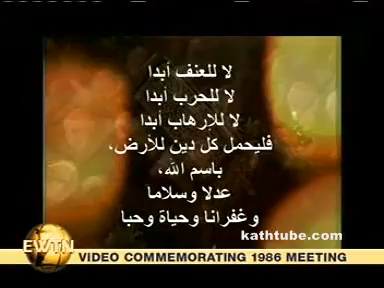 لا للعنف أبدا
لا للحرب أبدا
لا للإرهاب أبدا
فليحمل كل دين للأرض،
باسم الله،
عدلا وسلاما
وغفرانا وحياة وحبا
kathtube.com
EWTN
VIDEO COMMEMORATING 1986 MEETING